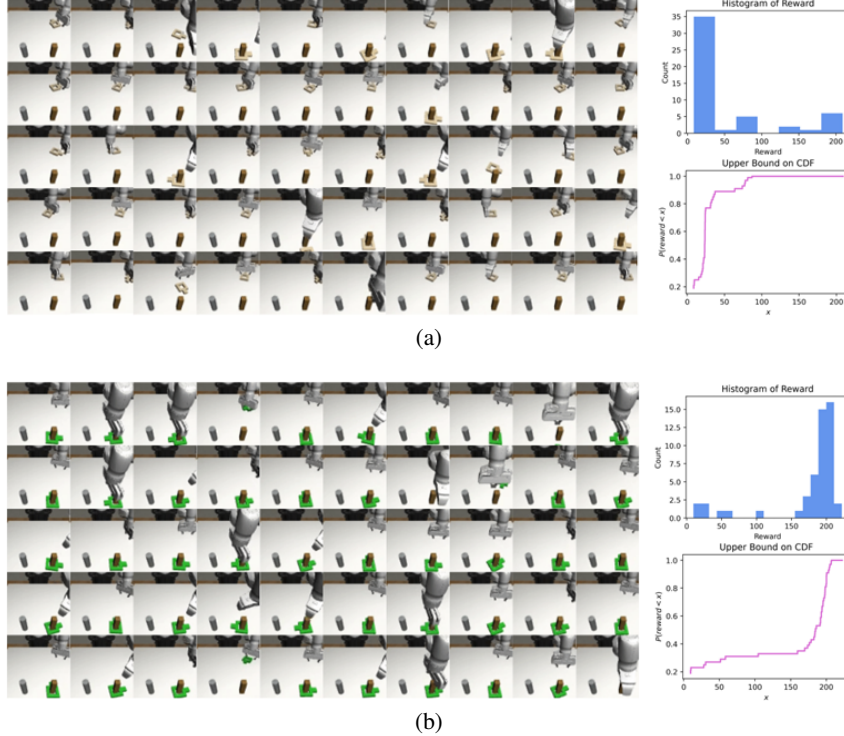 Histogram of Reward
35
30
25
20
15
10
5
0
Count
0 50 100 150 200
Reward
Upper Bound on CDF
1.0
0.8
0.6
0.4
0.2
P(reward < x)
0 50 100 150 200
x
(a)
Histogram of Reward
15.0
12.5
10.0
7.5
5.0
2.5
0.0
Count
0 50 100 150 200
Reward
Upper Bound on CDF
1.0
0.8
0.6
0.4
0.2
P(reward < x)
0 50 100 150 200
x
(b)